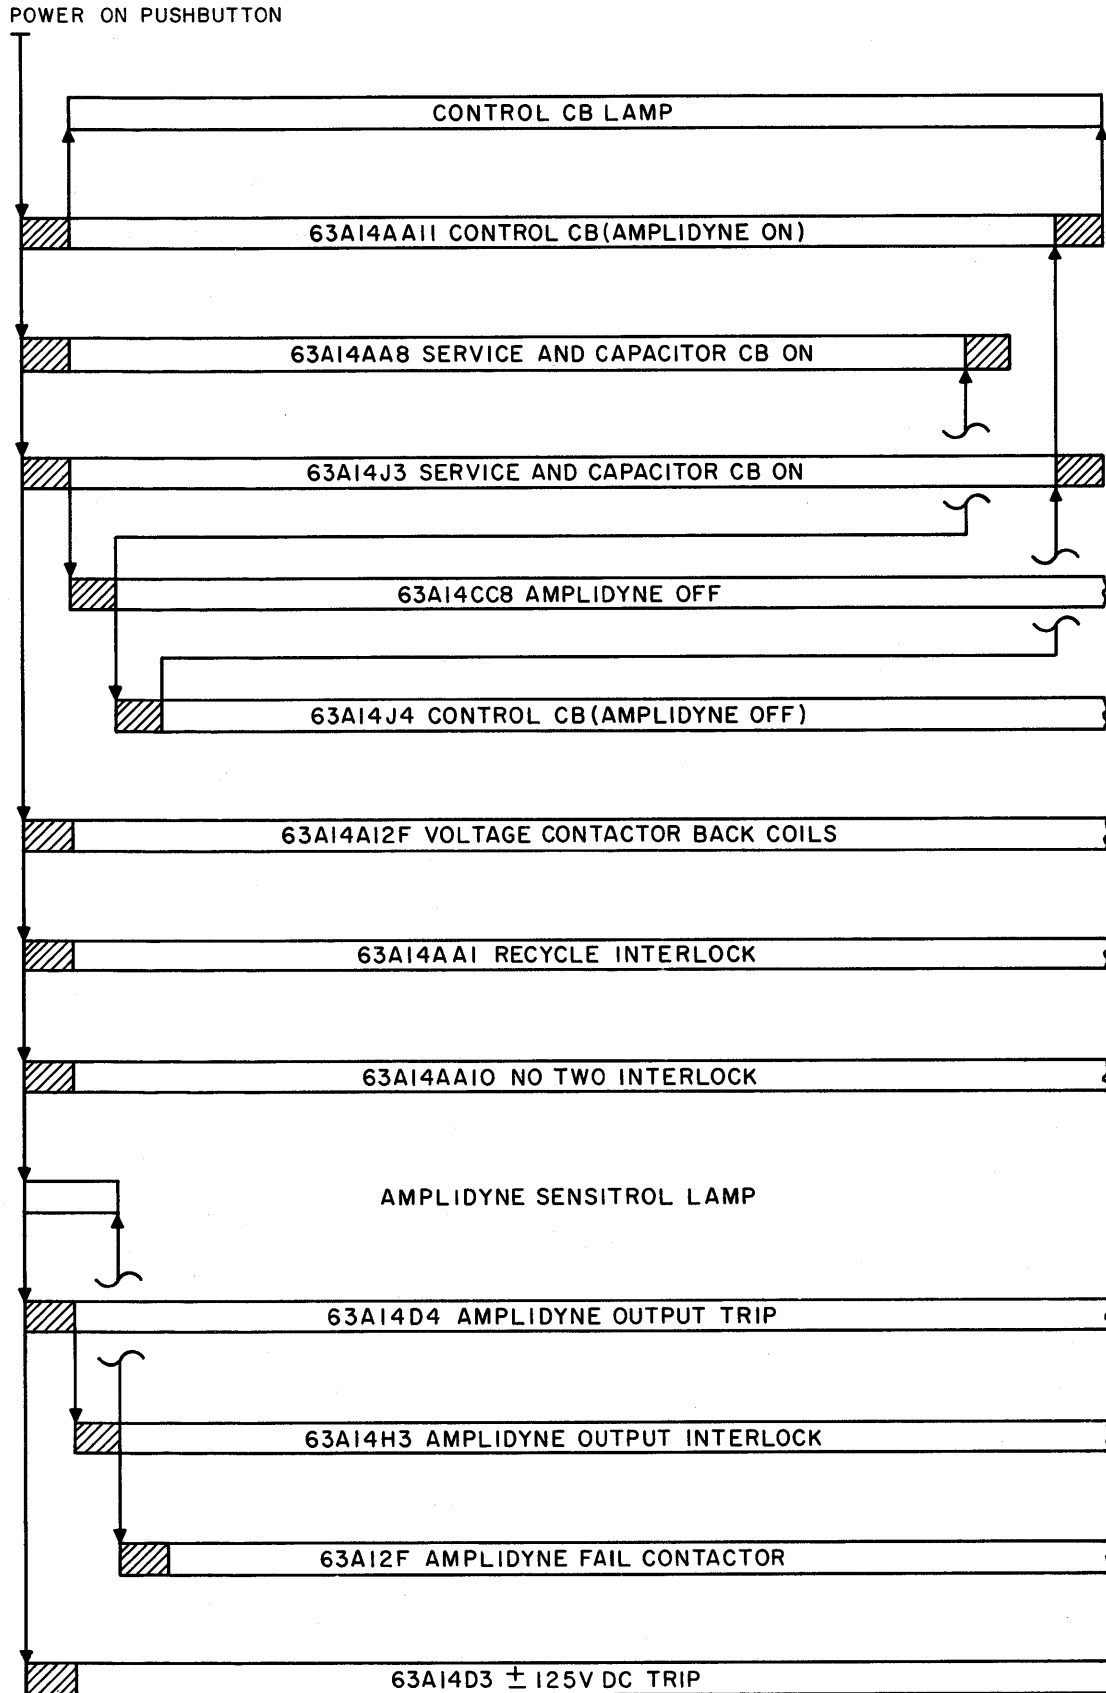 POWER ON PUSHBUTTON
CONTROL CB LAMP
63A14AA11 CONTROL CB(AMPLIDYNE ON)
63A14AA8 SERVICE AND CAPACITOR CB ON
63A14J3 SERVICE AND CAPACITOR CB ON
63A14CC8 AMPLIDYNE OFF
63A14J4 CONTROL CB(AMPLIDYNE OFF)
63A14A12F VOLTAGE CONTACTOR BACK COILS
63A14AA1 RECYCLE INTERLOCK
63A14AA10 NO TWO INTERLOCK
AMPLIDYNE SENSITROL LAMP
63A14D4 AMPLIDYNE OUTPUT TRIP
63A14H3 AMPLIDYNE OUTPUT INTERLOCK
63A12F AMPLIDYNE FAIL CONTACTOR
63A14D3 ± 125V DC TRIP